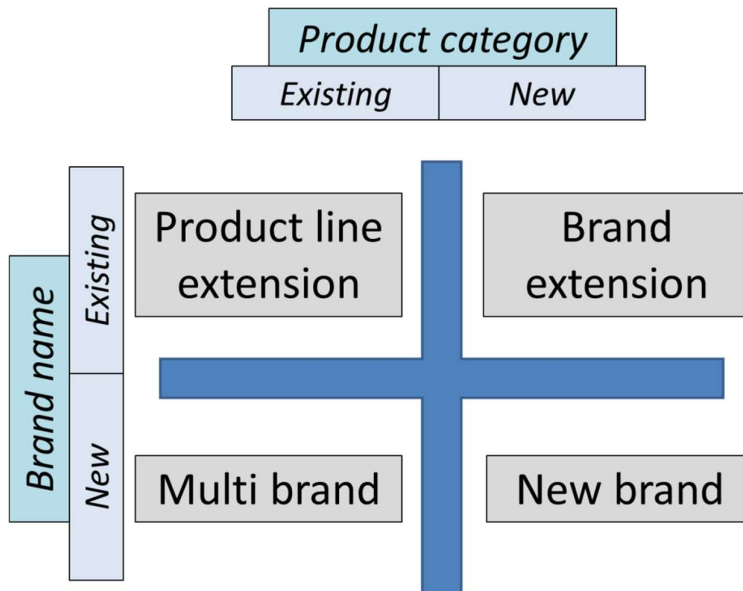 Product category
Existing
New
Brand name
Existing
New
Product line
extension
Brand
extension
Multi brand
New brand